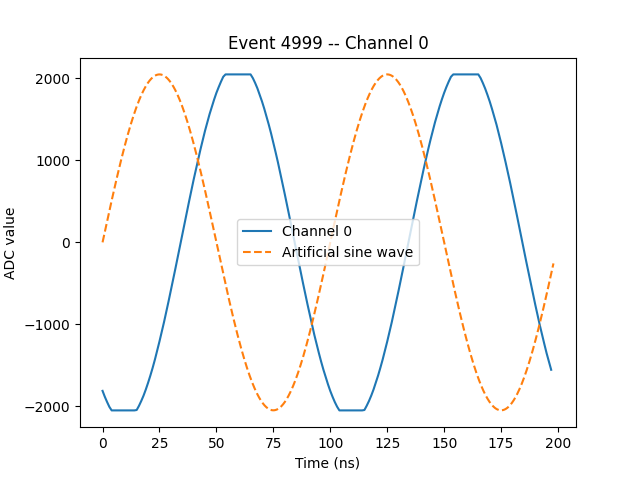 Event 4999 -- Channel 0
2000
1000
0
−1000
−2000
ADC value
Channel 0
Artificial sine wave
0
25
50
75
100
125
150
175
200
Time (ns)